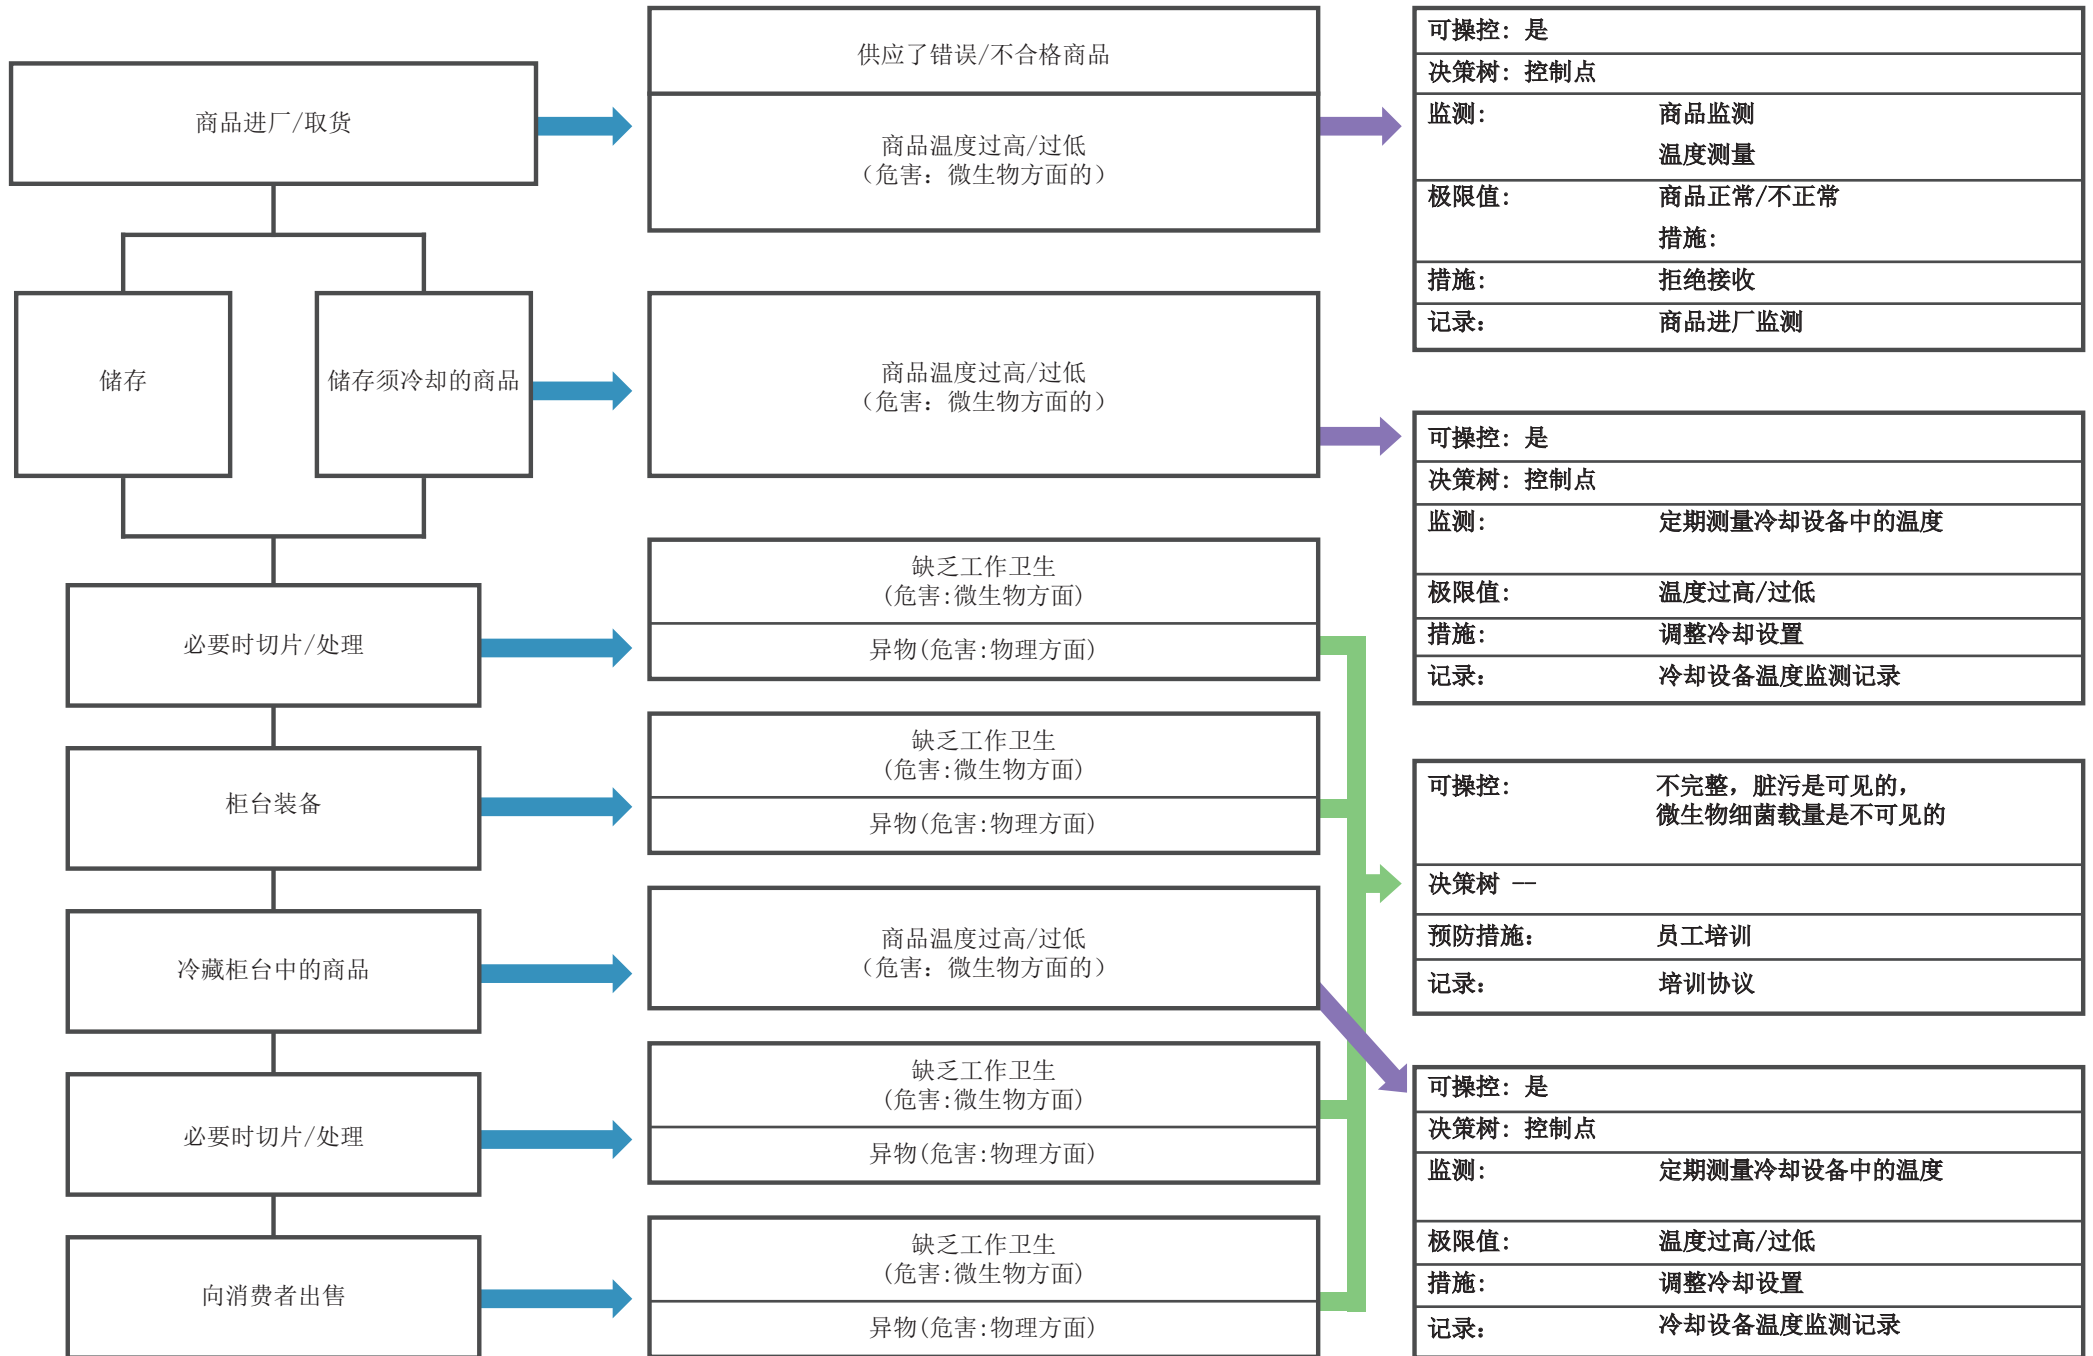 商品进厂/取货
储存
储存须冷却的商品
必要时切片/处理
柜台装备
冷藏柜台中的商品
必要时切片/处理
向消费者出售
供应了错误/不合格商品
商品温度过高/过低
（危害：微生物方面的）
商品温度过高/过低
（危害：微生物方面的）
缺乏工作卫生
(危害:微生物方面)
异物(危害:物理方面)
缺乏工作卫生
(危害:微生物方面)
异物(危害:物理方面)
商品温度过高/过低
（危害：微生物方面的）
缺乏工作卫生
(危害:微生物方面)
异物(危害:物理方面)
缺乏工作卫生
(危害:微生物方面)
异物(危害:物理方面)
可操控: 是
决策树: 控制点
监测: 商品监测
温度测量
极限值: 商品正常/不正常
措施:
措施: 拒绝接收
记录: 商品进厂监测
可操控: 是
决策树: 控制点
监测: 定期测量冷却设备中的温度
极限值: 温度过高/过低
措施: 调整冷却设置
记录: 冷却设备温度监测记录
可操控: 不完整，脏污是可见的，
微生物细菌载量是不可见的
决策树 --
预防措施: 员工培训
记录: 培训协议
可操控: 是
决策树: 控制点
监测: 定期测量冷却设备中的温度
极限值: 温度过高/过低
措施: 调整冷却设置
记录: 冷却设备温度监测记录